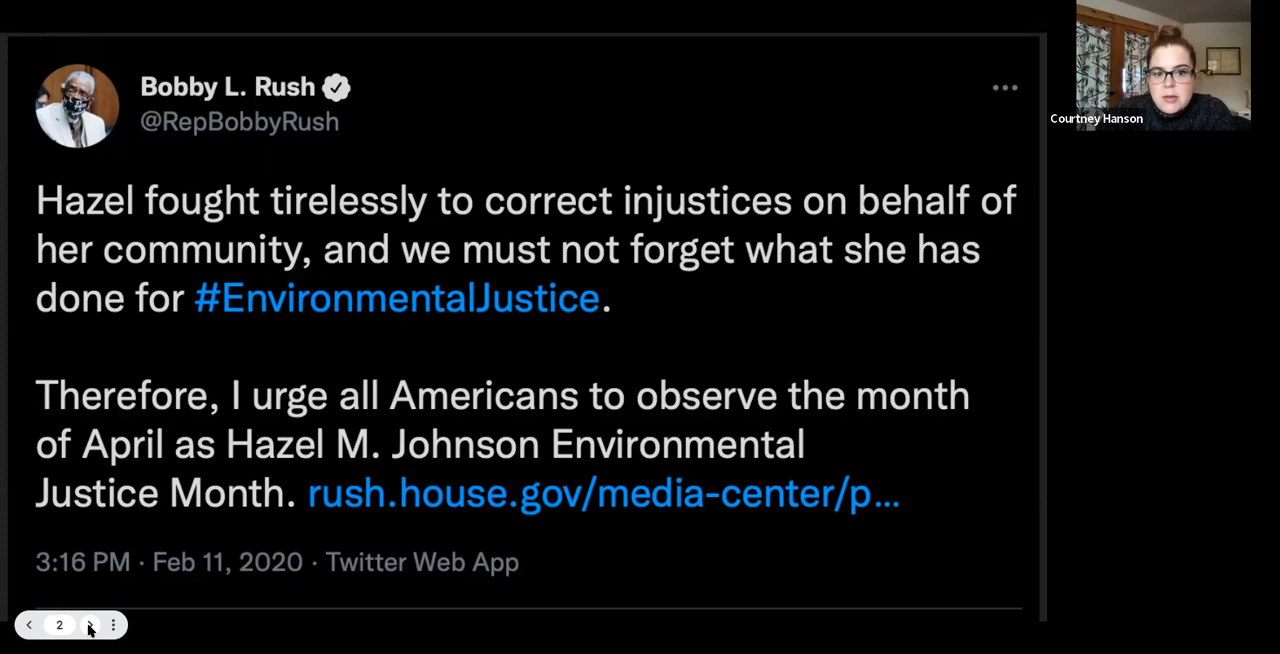 Bobby L. Rush
@RepBobbyRush
Hazel fought tirelessly to correct injustices on behalf of
her community, and we must not forget what she has
done for #EnvironmentalJustice.
Therefore, I urge all Americans to observe the month
of April as Hazel M. Johnson Environmental
Justice Month. rush.house.gov/media-center/p...
3:16 PM · Feb 11, 2020 · Twitter Web App
2
Courtney Hanson